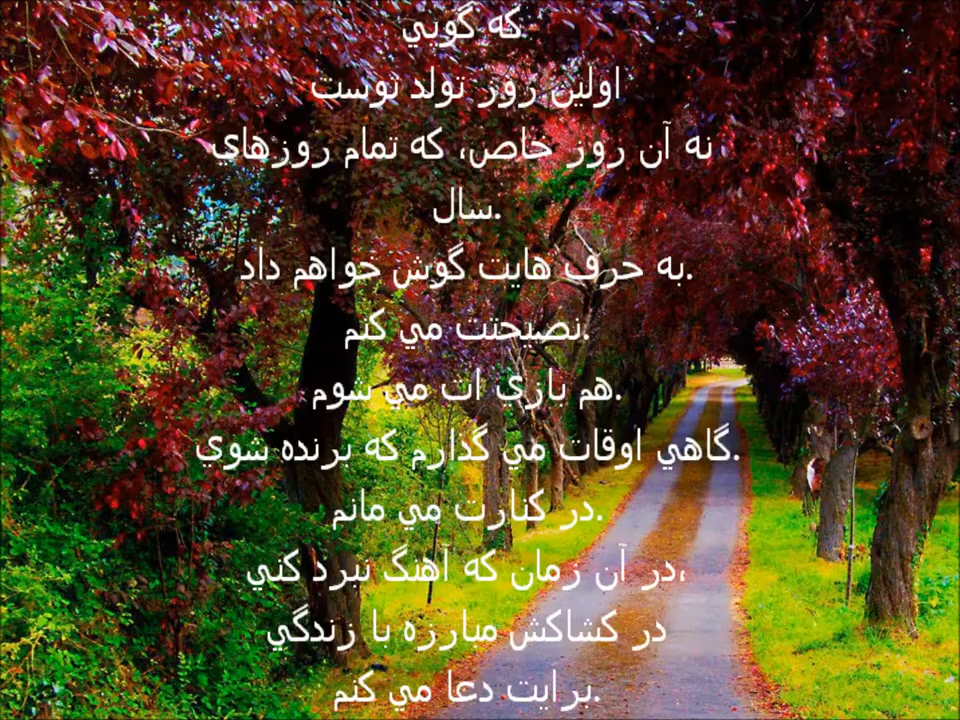 که گويي
اولين روز تولد توست
نه آن روز خاص، که تمام روزهاي
سال.
به حرف هايت گوش خواهم داد.
نصيحتت مي کنم.
هم بازي ات مي شوم.
گاهي اوقات مي گذارم که برنده شوي.
در کنارت مي مانم.
در آن زمان که آهنگ نبرد کني،
در کشاکش مبارزه با زندگي
برايت دعا مي کنم.